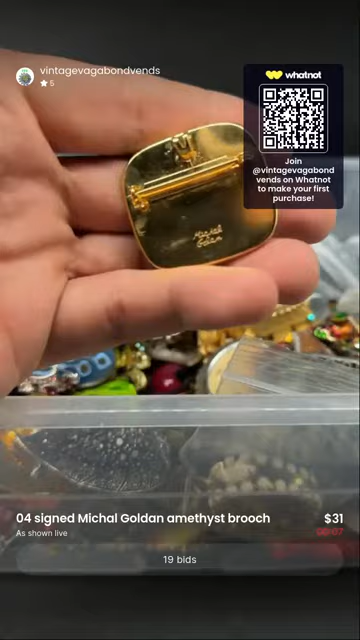 vintagevagabondvends
5
whatnot
Join
@vintagevagabond
vends on Whatnot
to make your first
purchase!
Michal
Golan
04 signed Michal Goldan amethyst brooch
$31
As shown live
00:07
19 bids